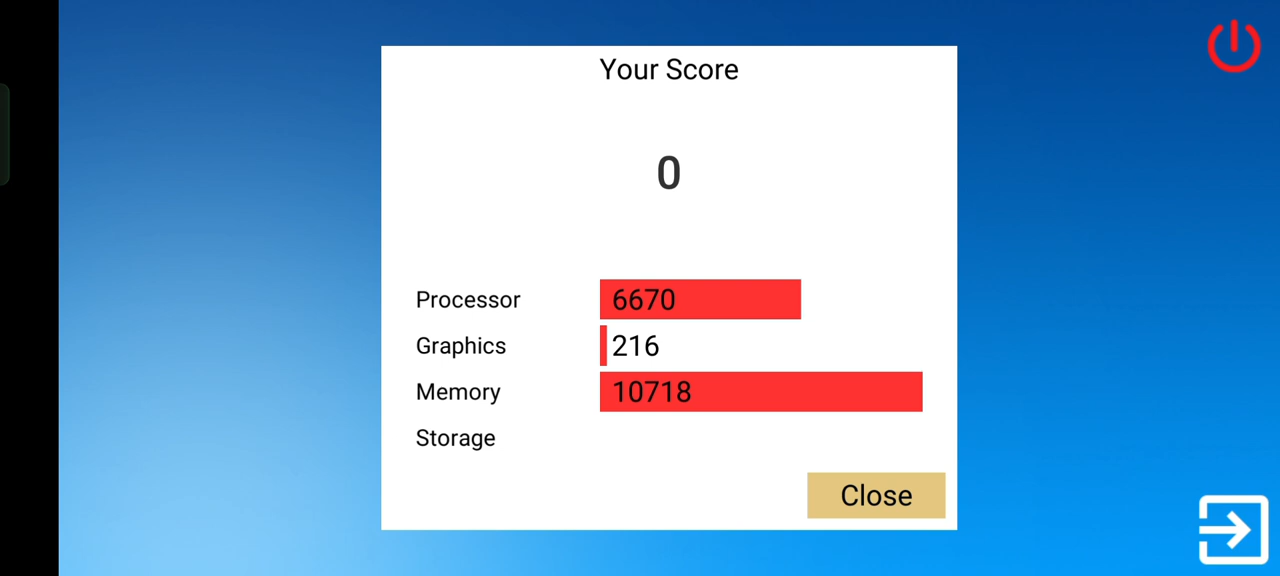 Your Score
0
Processor 6670
Graphics 216
Memory 10718
Storage
Close